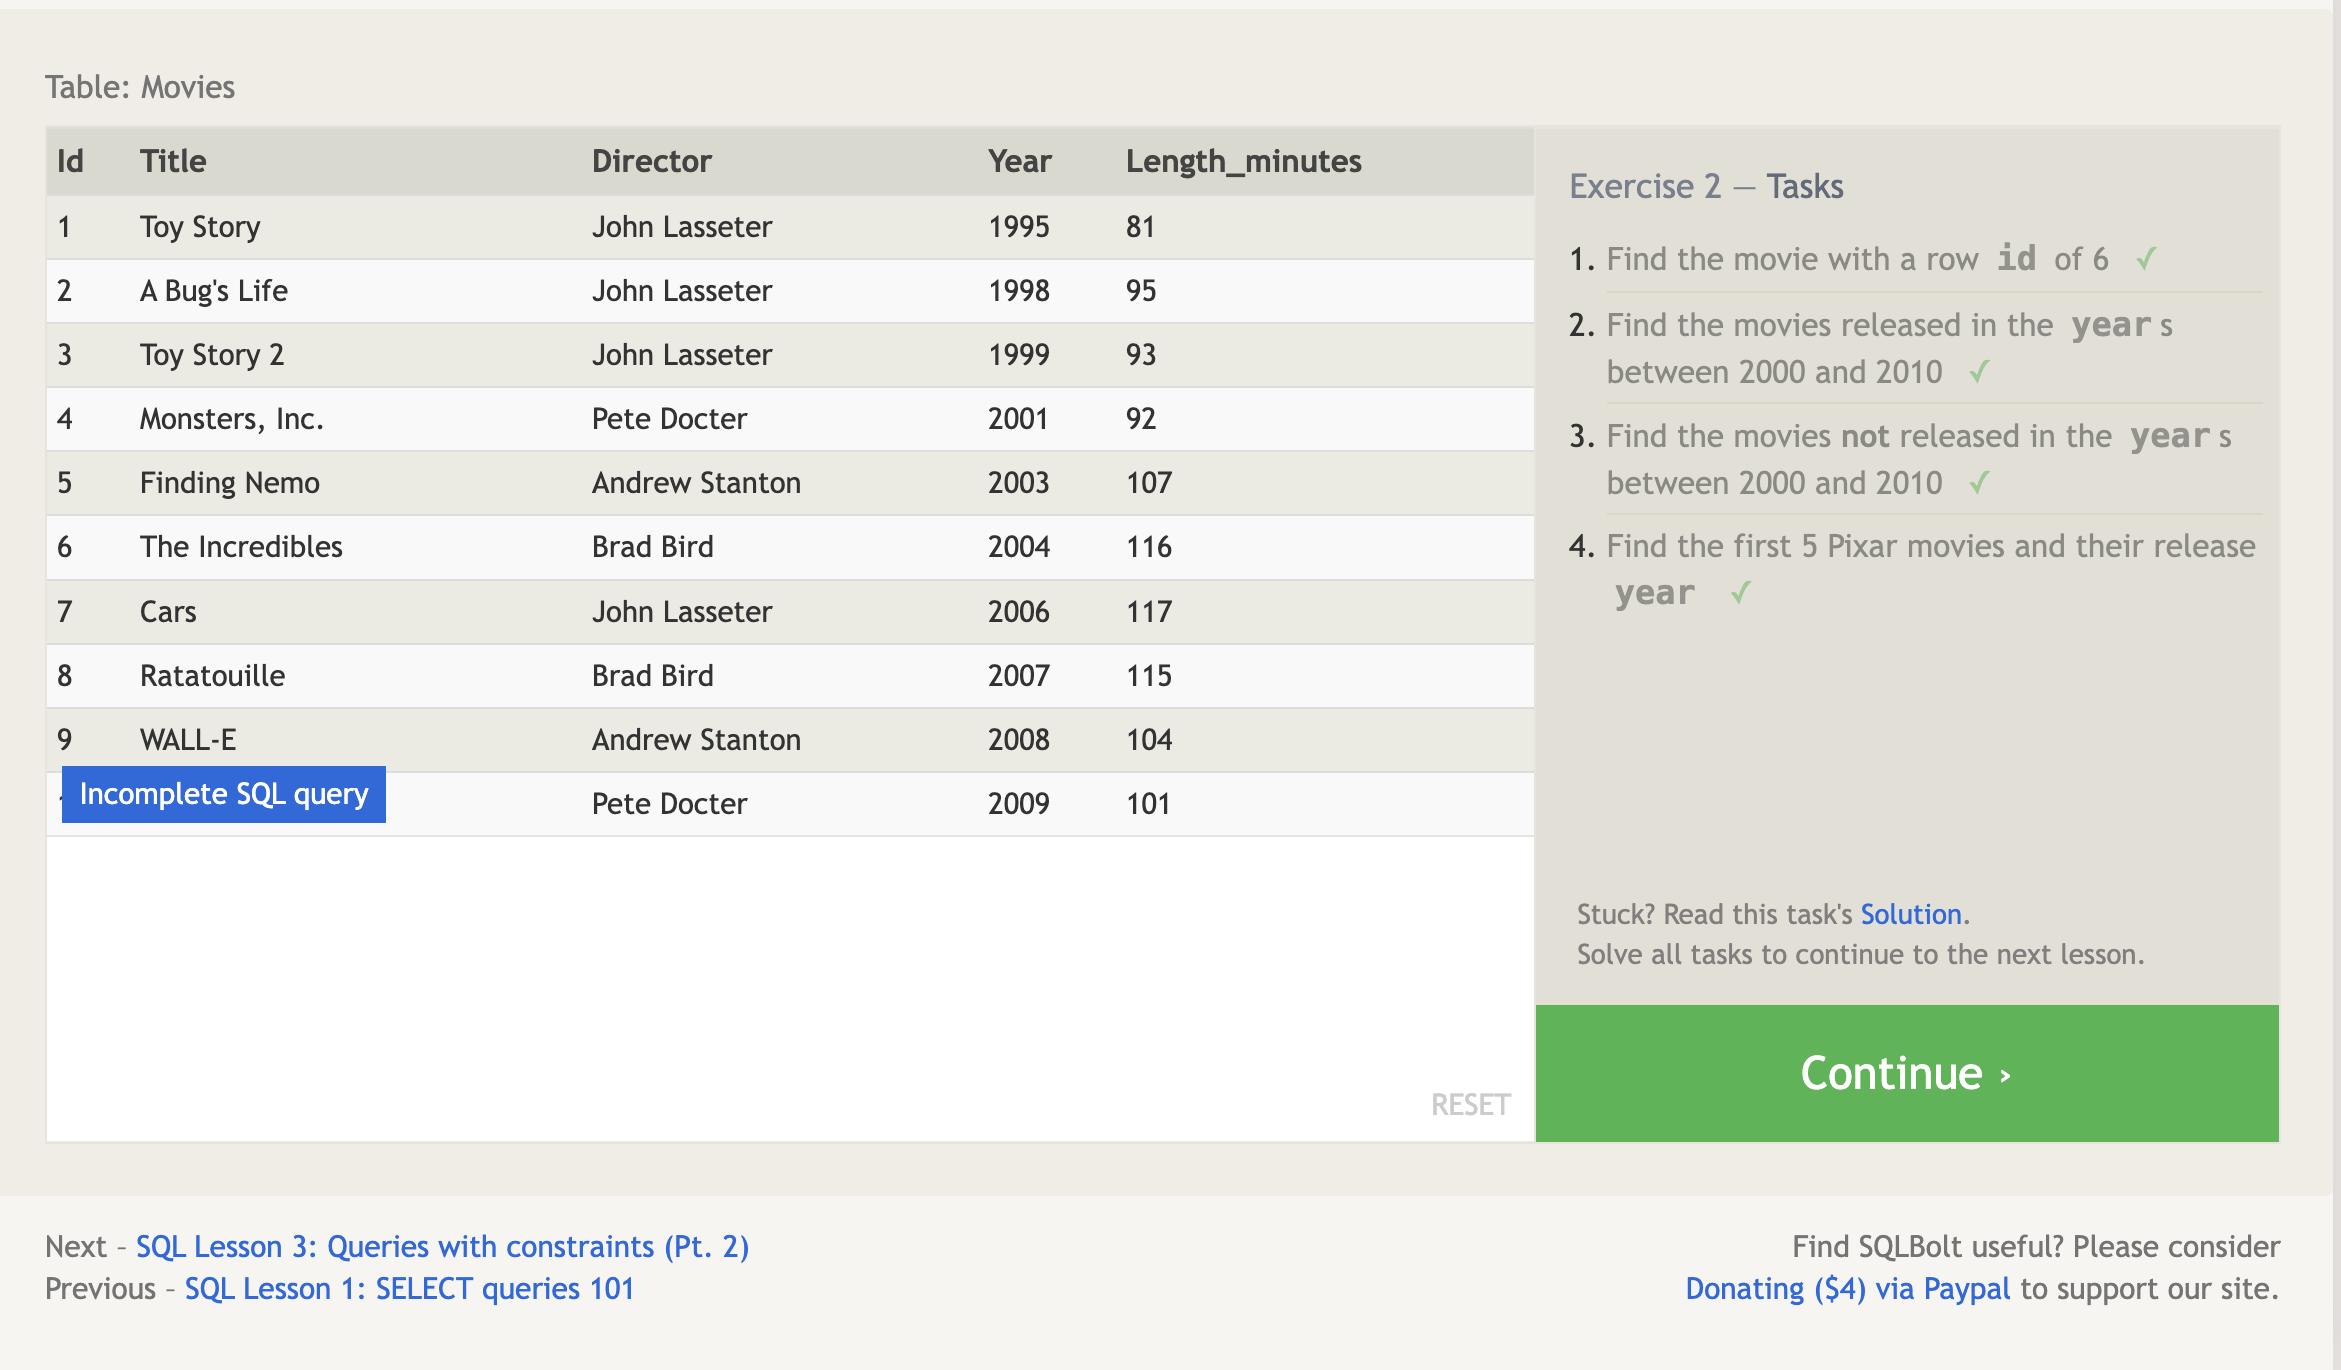 Table: Movies
Id Title Director Year Length_minutes
1 Toy Story John Lasseter 1995 81
2 A Bug's Life John Lasseter 1998 95
3 Toy Story 2 John Lasseter 1999 93
4 Monsters, Inc. Pete Docter 2001 92
5 Finding Nemo Andrew Stanton 2003 107
6 The Incredibles Brad Bird 2004 116
7 Cars John Lasseter 2006 117
8 Ratatouille Brad Bird 2007 115
9 WALL-E Andrew Stanton 2008 104
Incomplete SQL query Pete Docter 2009 101
RESET
Exercise 2 — Tasks
1. Find the movie with a row id of 6 ✓
2. Find the movies released in the year s
between 2000 and 2010 ✓
3. Find the movies not released in the year s
between 2000 and 2010 ✓
4. Find the first 5 Pixar movies and their release
year ✓
Stuck? Read this task's Solution.
Solve all tasks to continue to the next lesson.
Continue ›
Next – SQL Lesson 3: Queries with constraints (Pt. 2)
Previous – SQL Lesson 1: SELECT queries 101
Find SQLBolt useful? Please consider
Donating ($4) via Paypal to support our site.